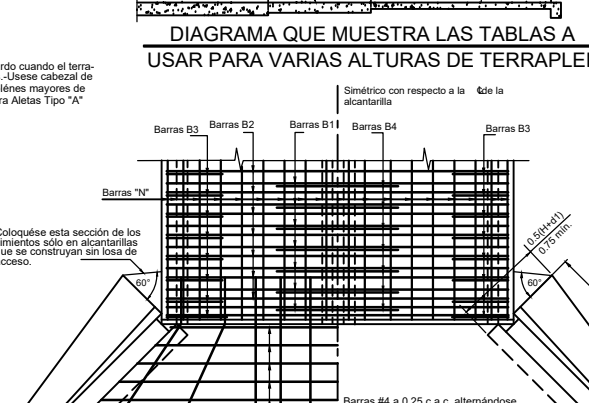 DIAGRAMA QUE MUESTRA LAS TABLAS A
USAR PARA VARIAS ALTURAS DE
rdo cuando el terra-
.-Usese cabezal de
lénes mayores de
ra Aletas Tipo "A"
Simétrico con respecto a la ℄de la
alcantarilla
Barras B3
Barras B2
Barras B1
Barras B4
Barras B3
Barras "N"
Coloquése esta sección de los
imientos sólo en alcantarillas
ue se construyan sin losa de
cceso.
0.5(H+d1)
0.75 min.
60°
60°
Barras #4 a 0.25 c.a c. alternándose